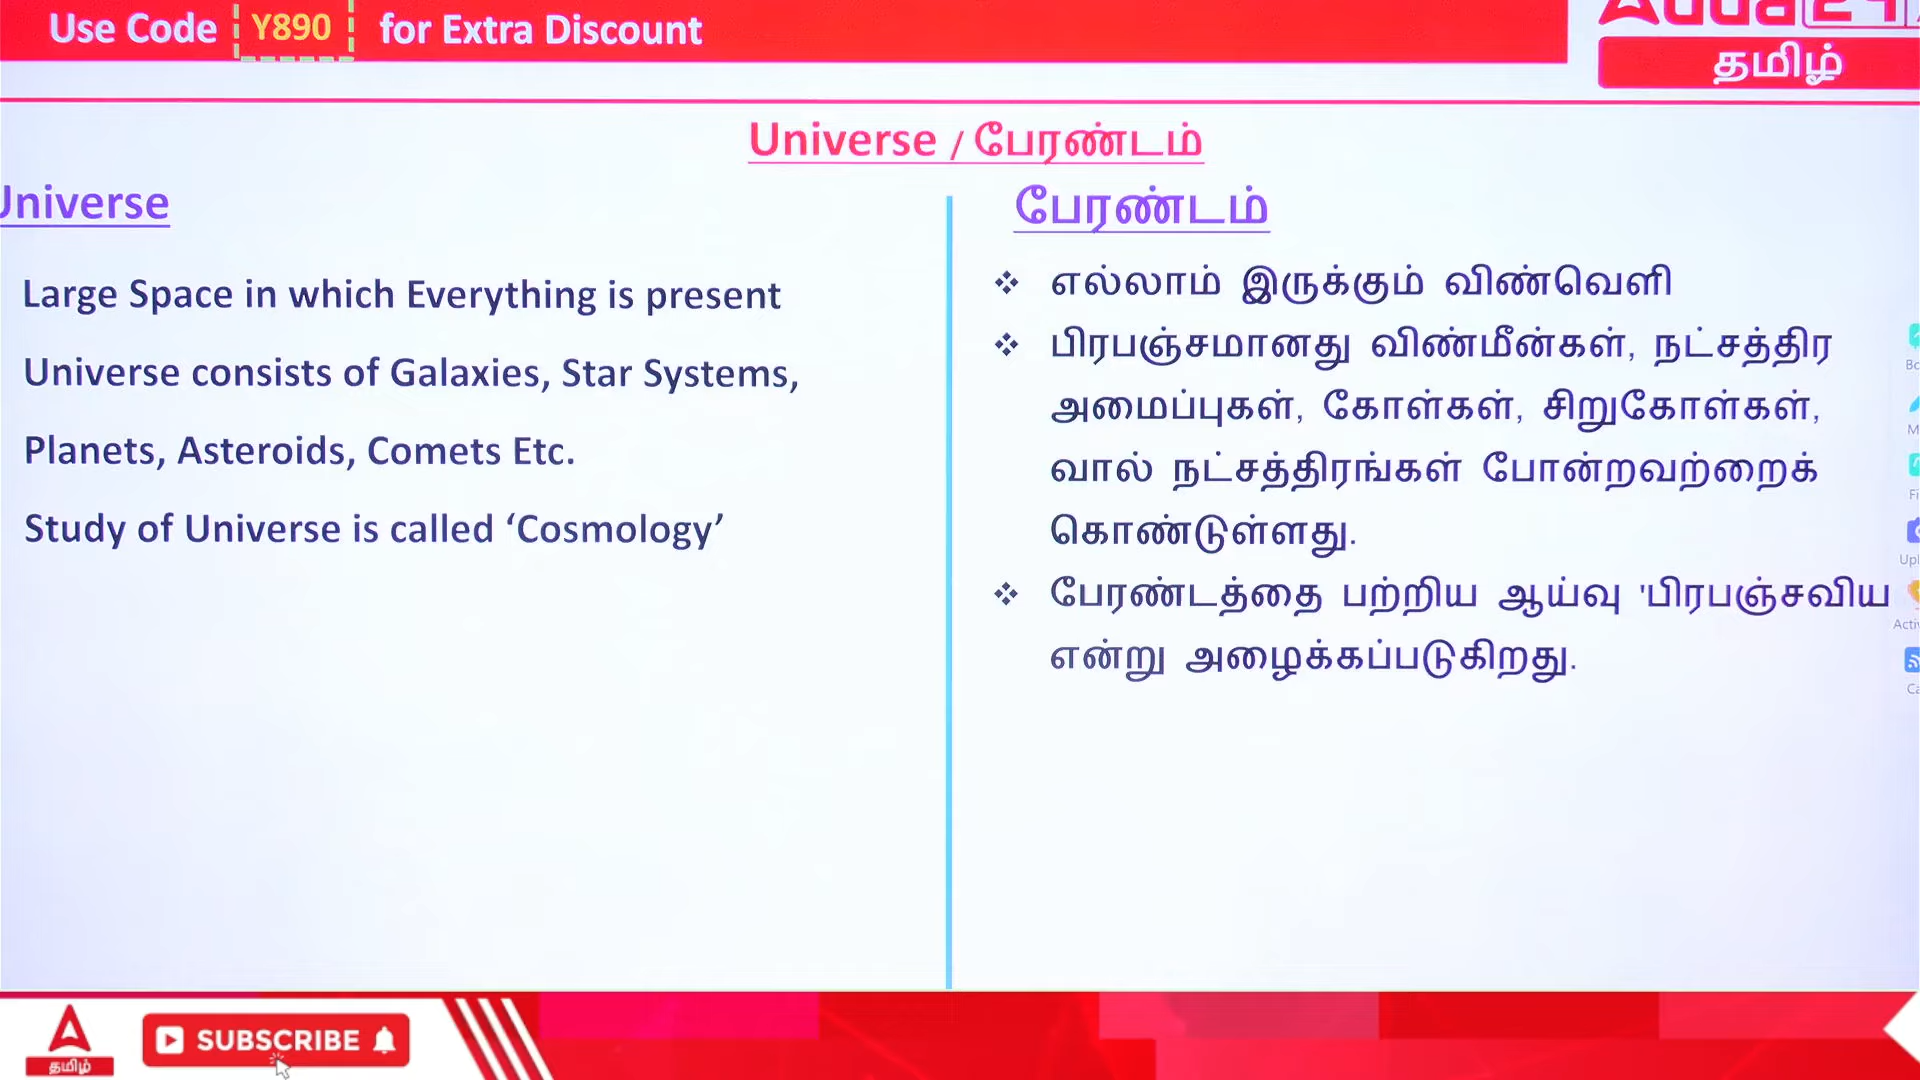 Use Code Y890 for Extra Discount
தமிழ்
Universe / பேரண்டம்
Universe
Large Space in which Everything is present
Universe consists of Galaxies, Star Systems,
Planets, Asteroids, Comets Etc.
Study of Universe is called ‘Cosmology’
பேரண்டம்
❖ எல்லாம் இருக்கும் விண்வெளி
❖ பிரபஞ்சமானது விண்மீன்கள், நட்சத்திர
அமைப்புகள், கோள்கள், சிறுகோள்கள்,
வால் நட்சத்திரங்கள் போன்றவற்றைக்
கொண்டுள்ளது.
❖ பேரண்டத்தை பற்றிய ஆய்வு 'பிரபஞ்சவிய
என்று அழைக்கப்படுகிறது.
தமிழ்
SUBSCRIBE